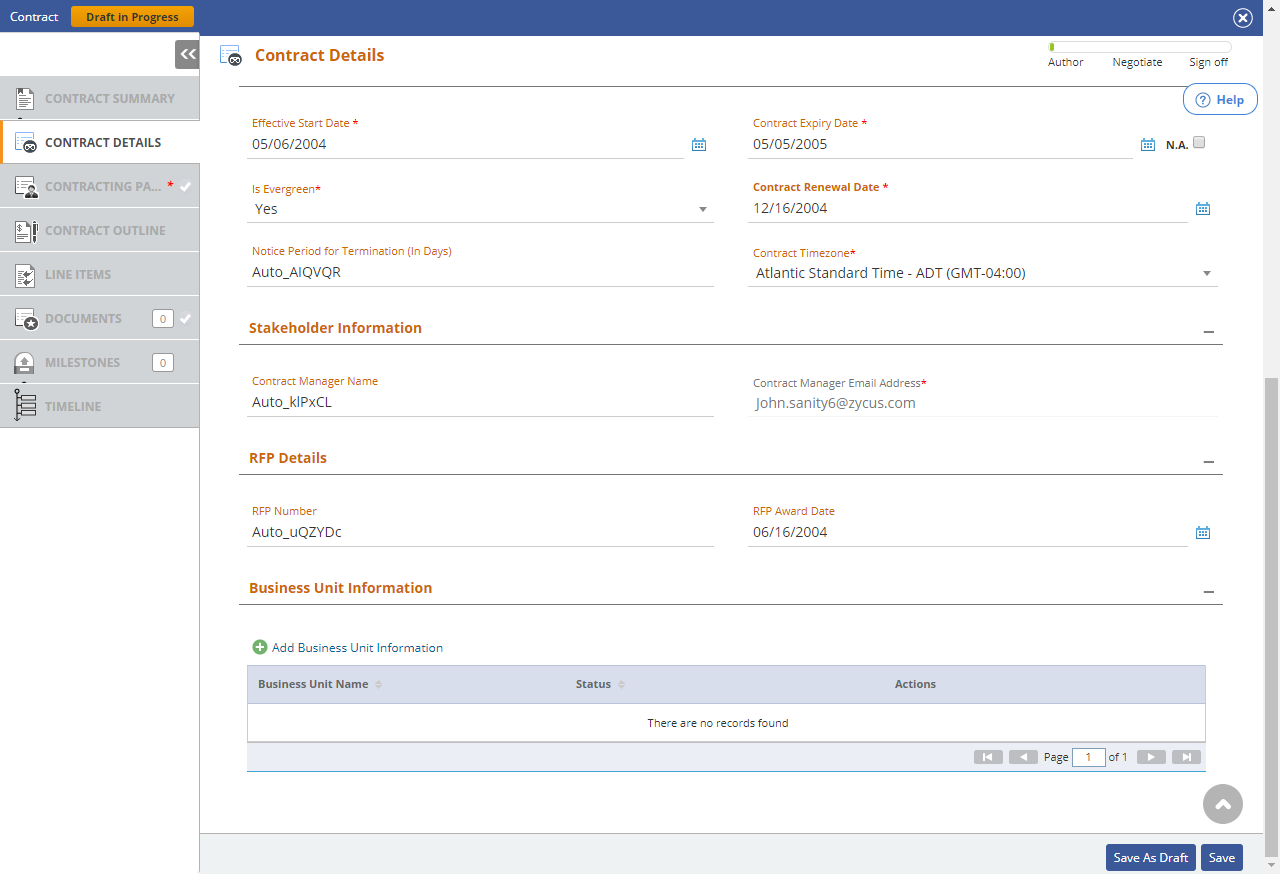 Contract
Draft in Progress
CONTRACT SUMMARY
CONTRACT DETAILS
CONTRACTING PA... *
CONTRACT OUTLINE
LINE ITEMS
DOCUMENTS 0
MILESTONES 0
TIMELINE
Contract Details
Author Negotiate Sign off
Help
Effective Start Date *
05/06/2004
Contract Expiry Date *
05/05/2005
N.A.
Is Evergreen*
Yes
Contract Renewal Date *
12/16/2004
Notice Period for Termination (In Days)
Auto_AIQVQR
Contract Timezone*
Atlantic Standard Time - ADT (GMT-04:00)
Stakeholder Information
Contract Manager Name
Auto_klPxCL
Contract Manager Email Address*
John.sanity6@zycus.com
RFP Details
RFP Number
Auto_uQZYDc
RFP Award Date
06/16/2004
Business Unit Information
Add Business Unit Information
Business Unit Name Status Actions
There are no records found
Page 1 of 1
Save As Draft Save